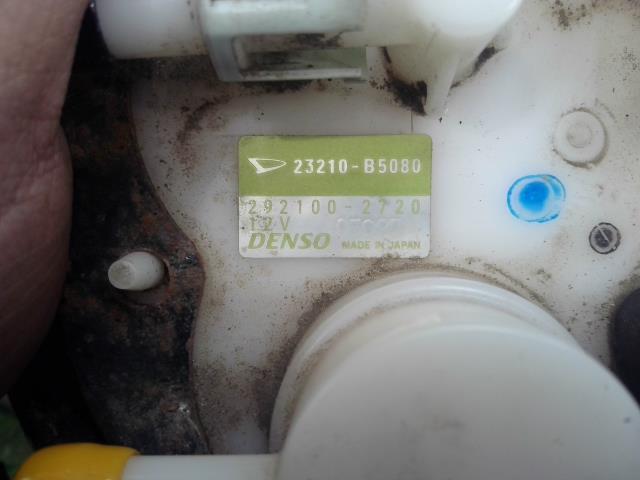 23210-B5080
292100-2720
12V
DENSO MADE IN JAPAN